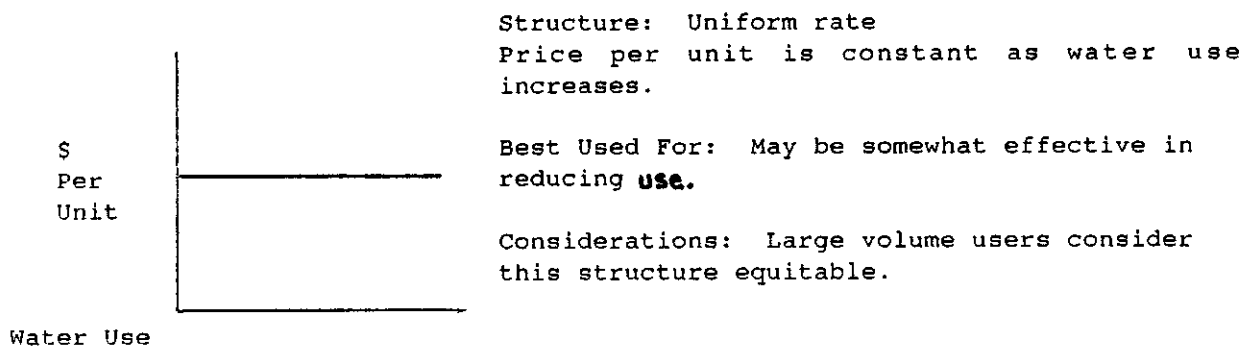 Structure: Uniform rate
Price per unit is constant as water use
increases.
$
Per
Unit
Best Used For: May be somewhat effective in
reducing use.
Considerations: Large volume users consider
this structure equitable.
Water Use